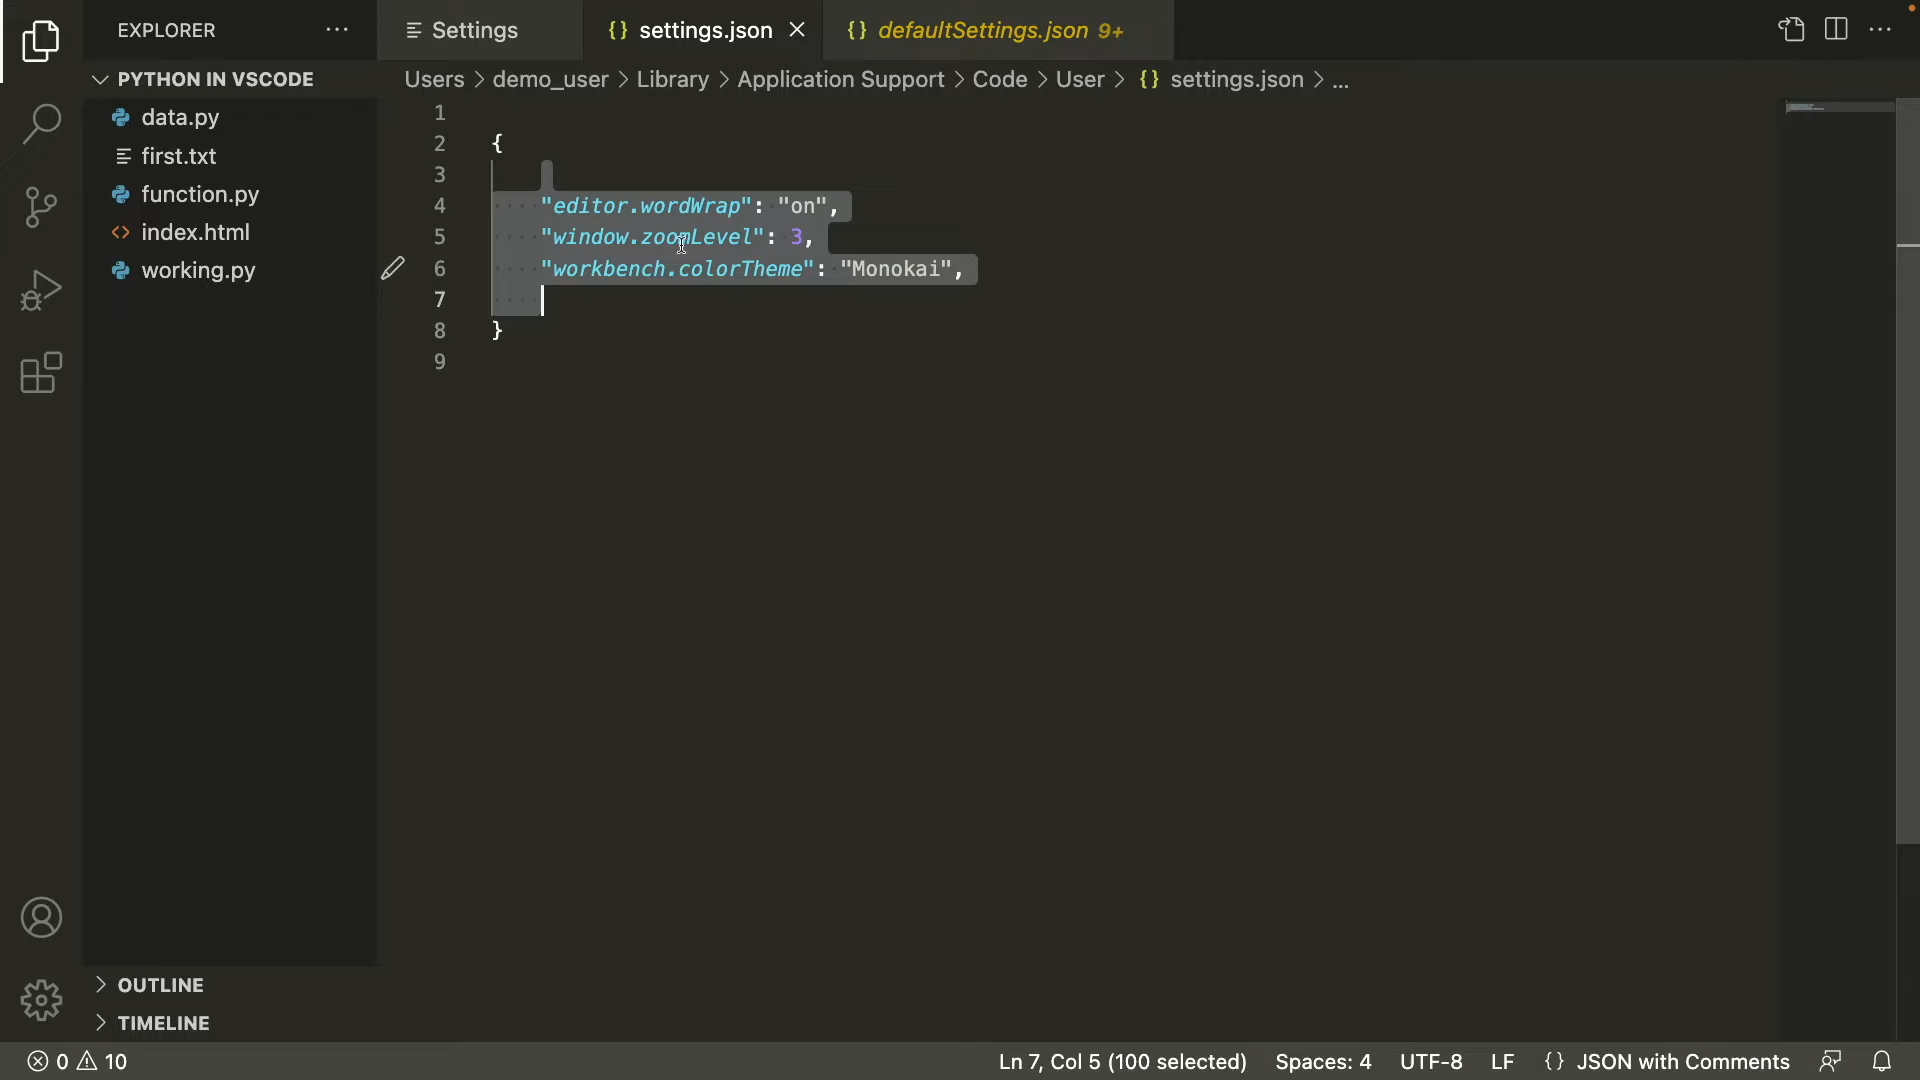 EXPLORER
Settings
settings.json
defaultSettings.json 9+
PYTHON IN VSCODE
data.py
first.txt
function.py
index.html
working.py
OUTLINE
TIMELINE
Users > demo_user > Library > Application Support > Code > User > {} settings.json > ...
1
2 {
3
4 "editor.wordWrap": "on",
5 "window.zoomLevel": 3,
6 "workbench.colorTheme": "Monokai",
7
8 }
9
0 10
Ln 7, Col 5 (100 selected) Spaces: 4 UTF-8 LF {} JSON with Comments